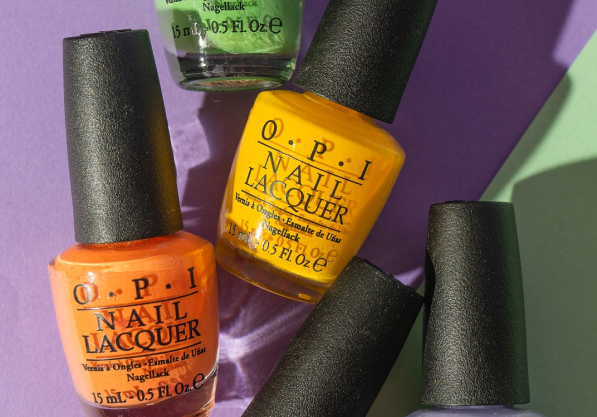 Nagellack
15 mL 0.5 Fl. Oz. ℮
O · P · I
NAIL
LACQUER
Vernis à Ongles · Esmalte de Uñas
Nagellack
15 mL · 0.5 Fl Oz ℮
O · P · I
NAIL
LACQUER
Vernis à Ongles · Esmalte de Uñas
Nagellack
15 mL · 0.5 Fl. Oz. ℮